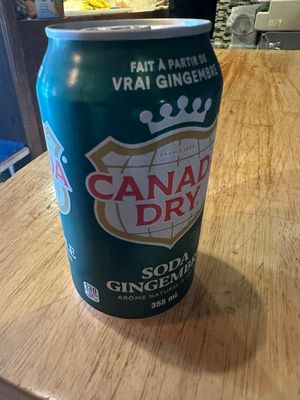 FAIT À PARTIR DE
VRAI GINGEMBRE
CANADA
DRY
SODA
GINGEMBRE
ARÔME NATUREL
355 mL